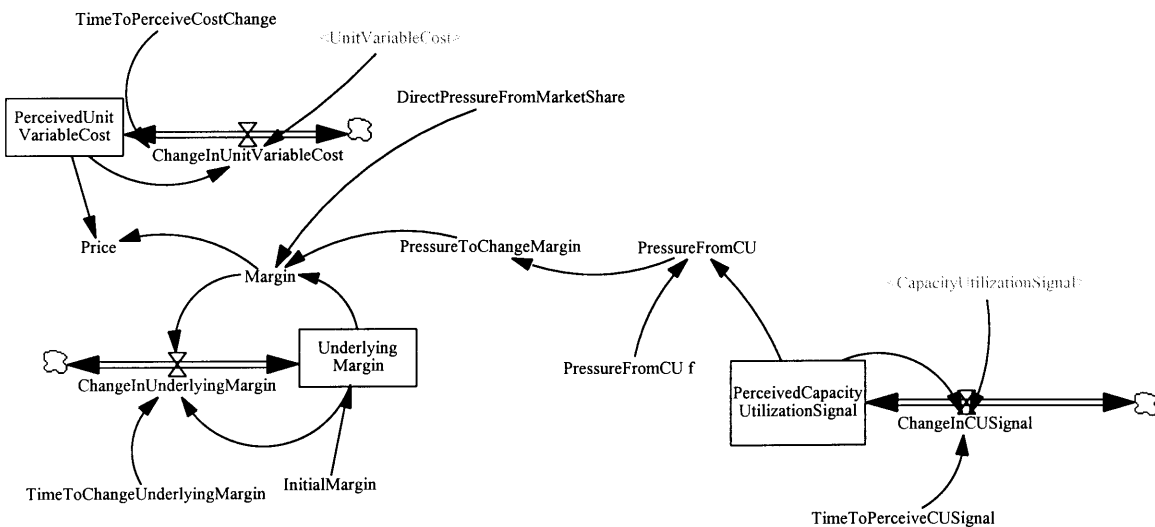 TimeToPerceiveCostChange
<UnitVariableCost>
DirectPressureFromMarketShare
PerceivedUnit
VariableCost
ChangeInUnitVariableCost
Price
PressureToChangeMargin
PressureFromCU
Margin
<CapacityUtilizationSignal>
Underlying
Margin
PressureFromCU f
ChangeInUnderlyingMargin
PerceivedCapacity
UtilizationSignal
ChangeInCUSignal
TimeToChangeUnderlyingMargin
InitialMargin
TimeToPerceiveCUSignal